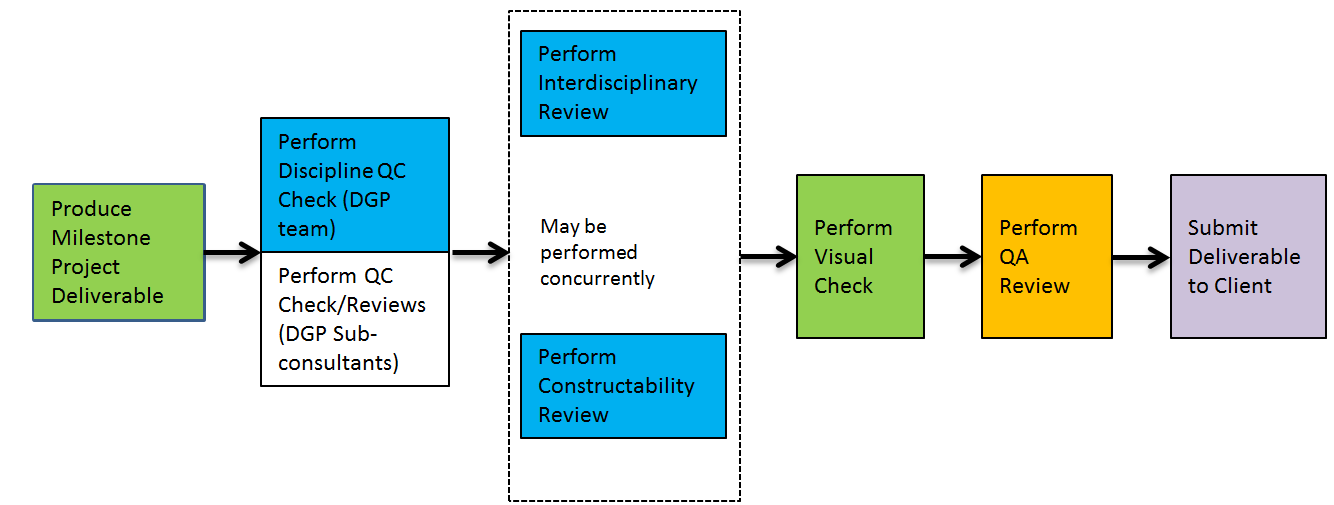 Produce
Milestone
Project
Deliverable
Perform
Discipline QC
Check (DGP
team)
Perform QC
Check/Reviews
(DGP Sub-
consultants)
Perform
Interdisciplinary
Review
May be
performed
concurrently
Perform
Constructability
Review
Perform
Visual
Check
Perform
QA
Review
Submit
Deliverable
to Client